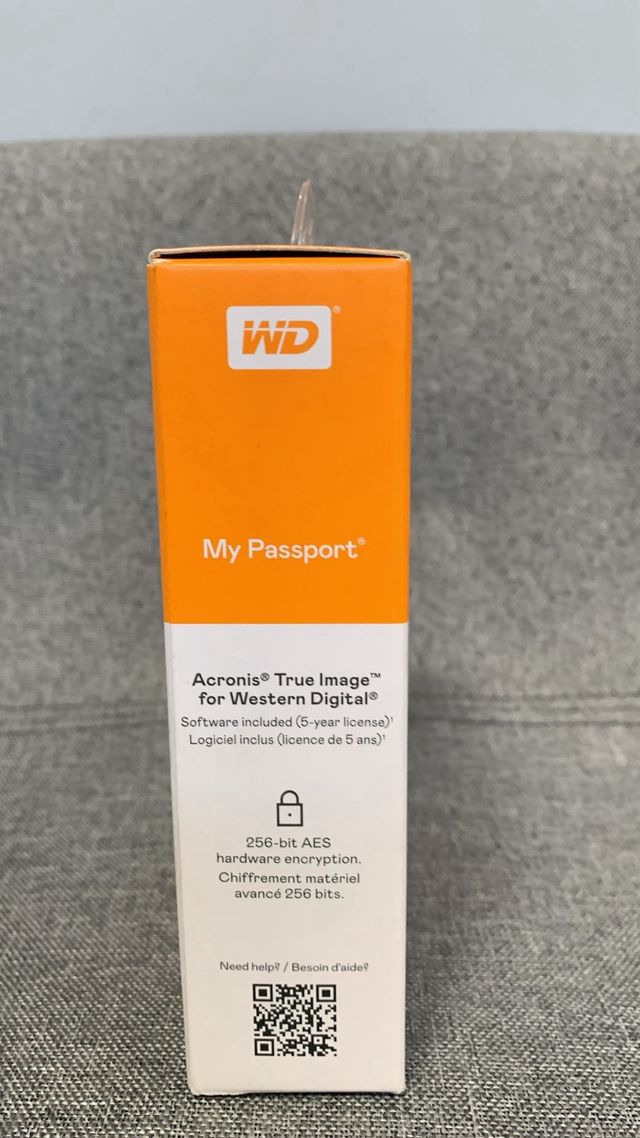 WD®
My Passport®
Acronis® True Image™
for Western Digital®
Software included (5-year license)¹
Logiciel inclus (licence de 5 ans)¹
256-bit AES
hardware encryption.
Chiffrement matériel
avancé 256 bits.
Need help? / Besoin d'aide?